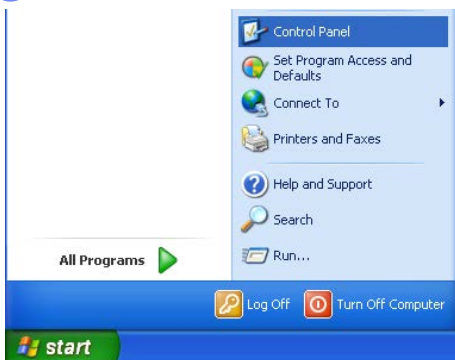 Control Panel
Set Program Access and
Defaults
Connect To
Printers and Faxes
Help and Support
Search
Run...
All Programs
Log Off
Turn Off Computer
start